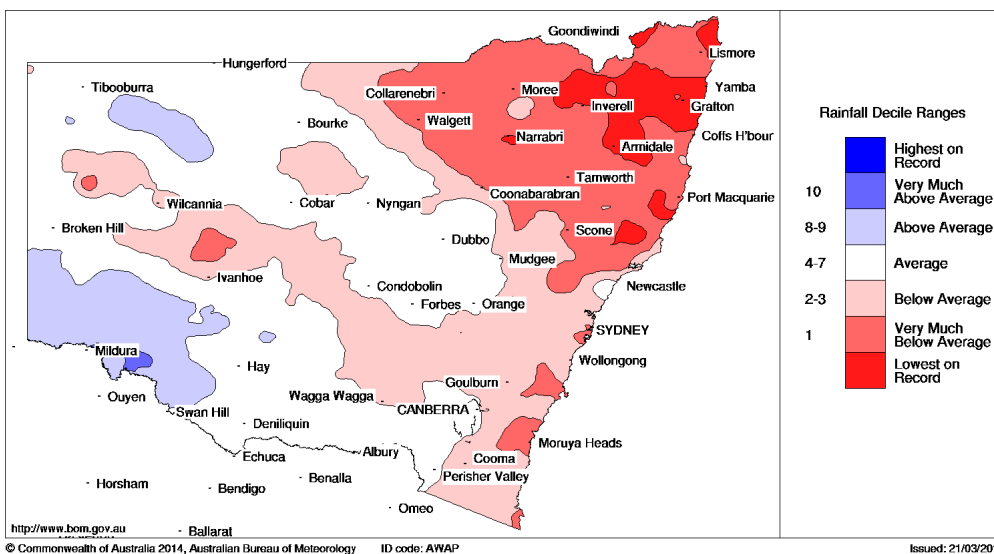 Goondiwindi
Lismore
Hungerford
Tibooburra
Collarenebri
Moree
Yamba
Inverell
Grafton
Bourke
Walgett
Narrabri
Coffs H'bour
Armidale
Tamworth
Coonabarabran
Port Macquarie
Wilcannia
Cobar
Nyngan
Broken Hill
Scone
Dubbo
Mudgee
Ivanhoe
Condobolin
Newcastle
Forbes
Orange
SYDNEY
Mildura
Wollongong
Hay
Goulburn
Ouyen
Wagga Wagga
Swan Hill
CANBERRA
Deniliquin
Moruya Heads
Echuca
Albury
Cooma
Perisher Valley
Horsham
Bendigo
Benalla
Omeo
http://www.bom.gov.au
Ballarat
Rainfall Decile Ranges
Highest on
Record
10 Very Much
Above Average
8-9 Above Average
4-7 Average
2-3 Below Average
1 Very Much
Below Average
Lowest on
Record
© Commonwealth of Australia 2014, Australian Bureau of Meteorology ID code: AWAP Issued: 21/03/20